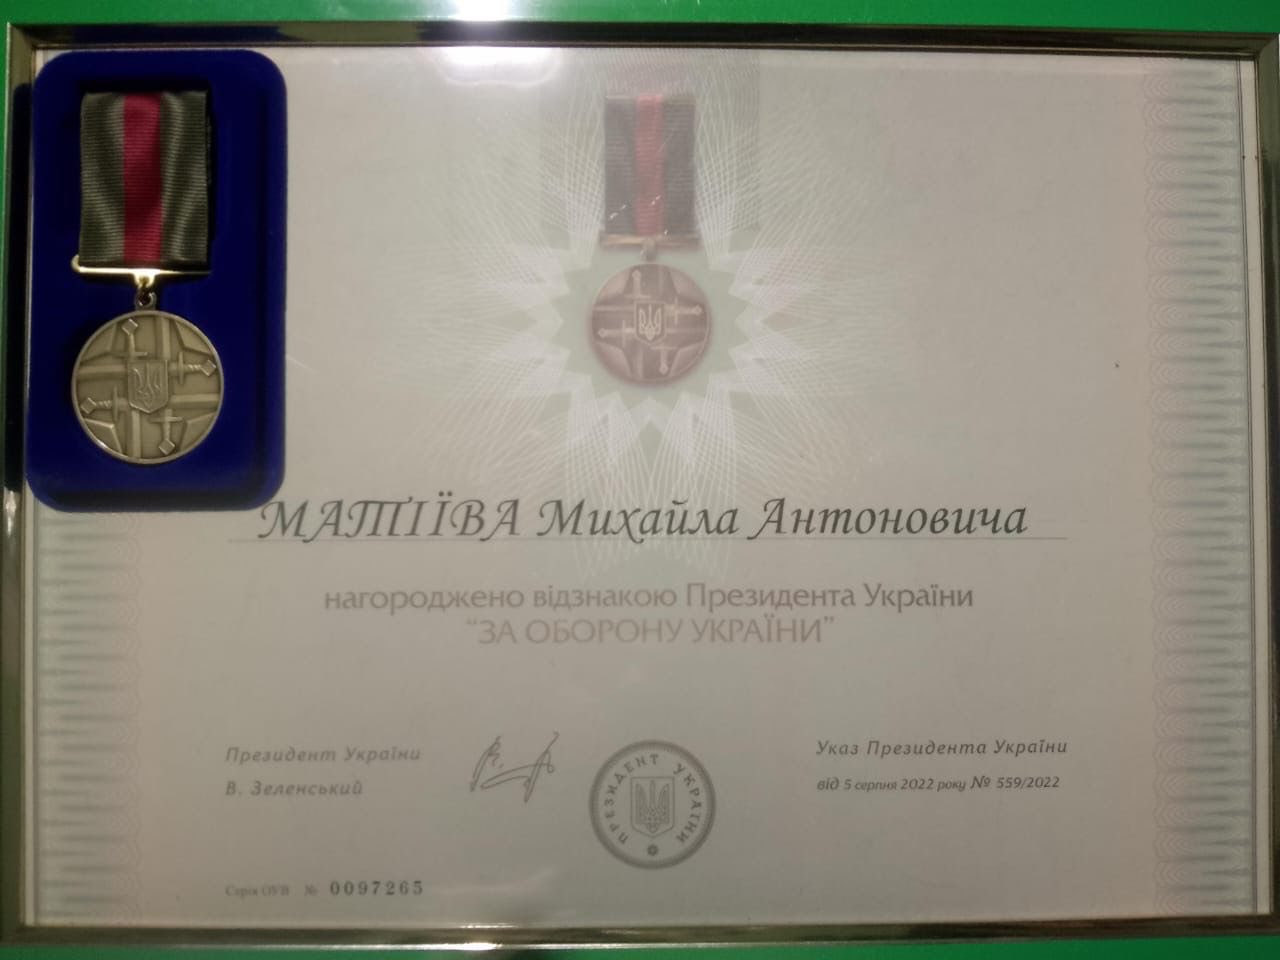 МАТІЇВА Михайла Антоновича
нагороджено відзнакою Президента України
“ЗА ОБОРОНУ УКРАЇНИ”
Президент України
В. Зеленський
ПРЕЗИДЕНТ УКРАЇНИ
Указ Президента України
від 5 серпня 2022 року № 559/2022
Серія ОУВ № 0097265